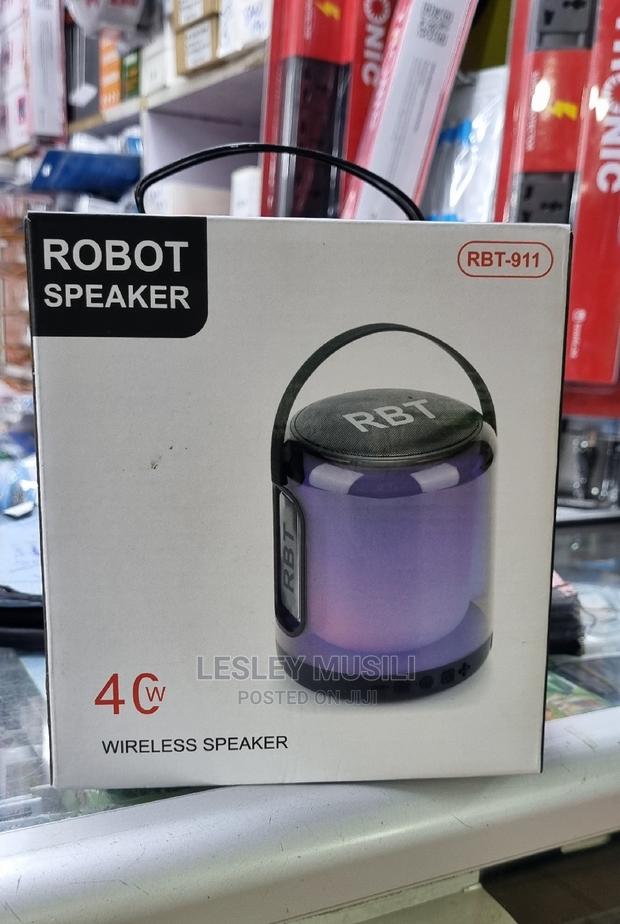 ROBOT
SPEAKER
RBT-911
RBT
RBT
40W
WIRELESS SPEAKER
LESLEY MUSILI
POSTED ON JIJI